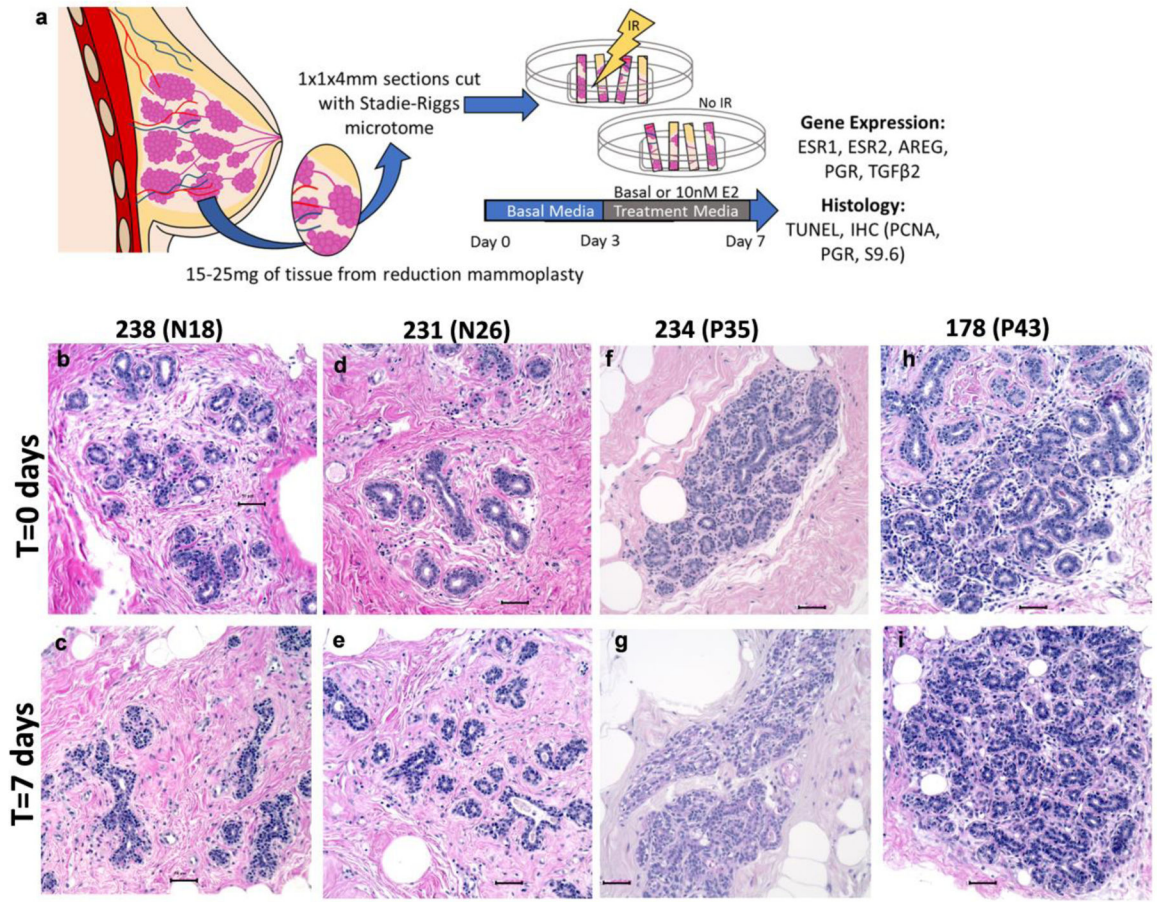 a
IR
1x1x4mm sections cut
with Stadie-Riggs
microtome
No IR
Gene Expression:
ESR1, ESR2, AREG,
PGR, TGFβ2
Basal or 10nM E2
Basal Media
Treatment Media
Histology:
TUNEL, IHC (PCNA,
PGR, S9.6)
Day 0
Day 3
Day 7
15-25mg of tissue from reduction mammoplasty
238 (N18)
231 (N26)
234 (P35)
178 (P43)
T=0 days
b
d
f
h
T=7 days
c
e
g
i